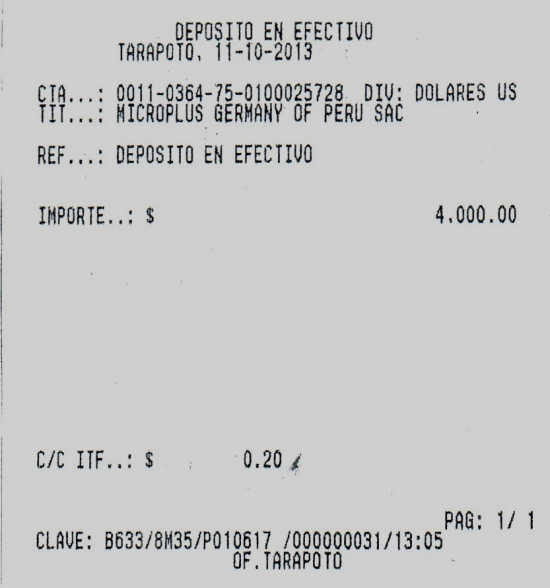 DEPOSITO EN EFECTIVO
TARAPOTO, 11-10-2013
CTA...: 0011-0364-75-0100025728 DIV: DOLARES US
TIT...: MICROPLUS GERMANY OF PERU SAC
REF...: DEPOSITO EN EFECTIVO
IMPORTE..: $ 4.000.00
C/C ITF..: $ 0.20
PAG: 1/ 1
CLAVE: B633/8M35/P010617 /000000031/13:05
OF.TARAPOTO